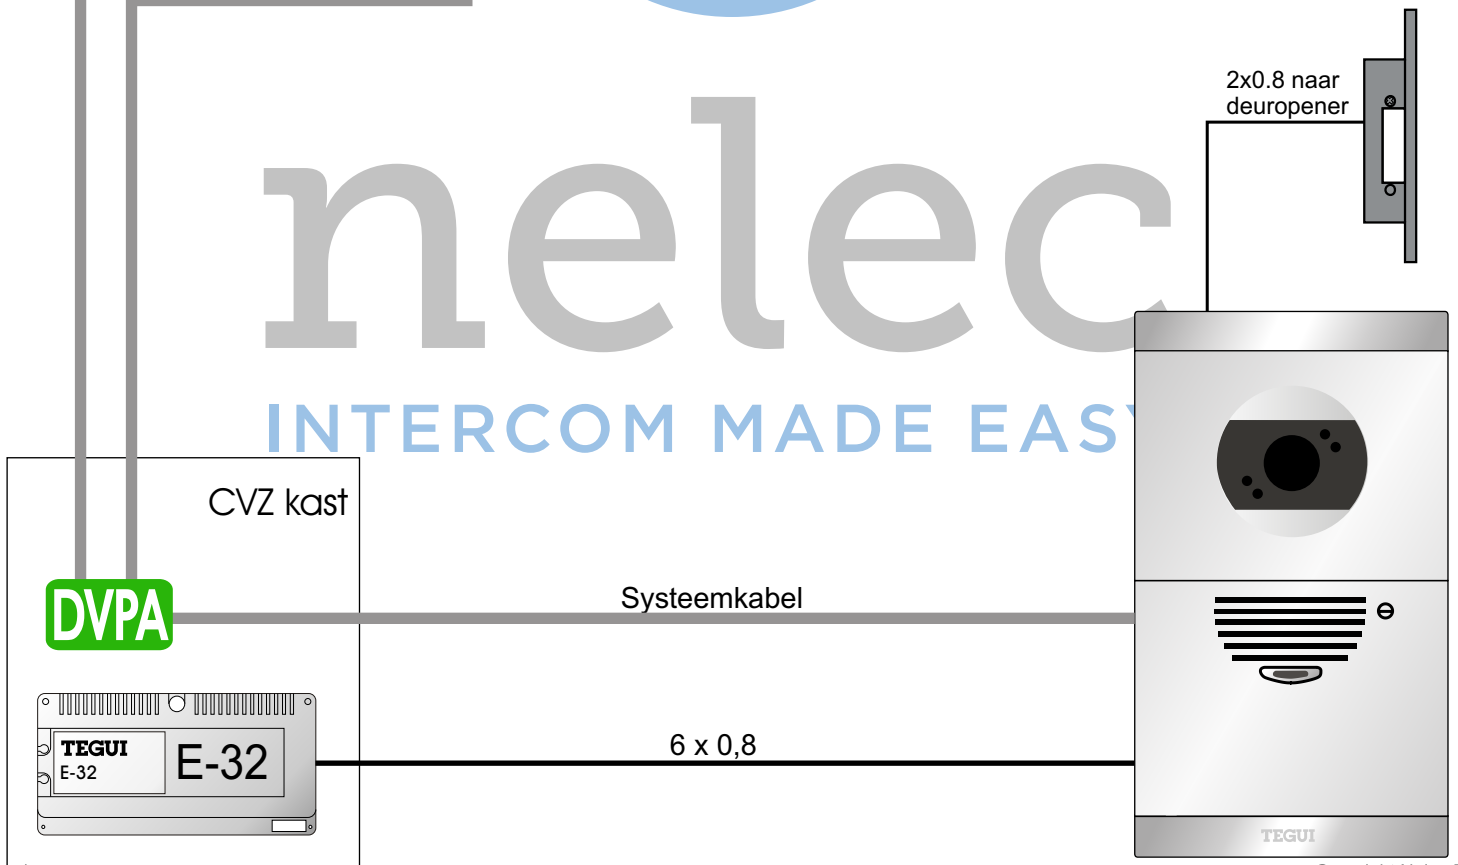 2x0.8 naar
deuropener
nelec
INTERCOM MADE EAS
CVZ kast
DVPA
Systeemkabel
TEGUI
E-32
E-32
6 x 0,8
TEGUI